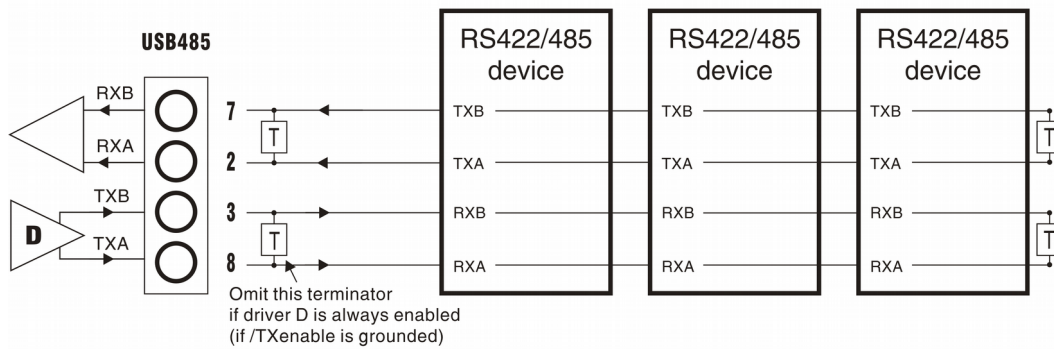 USB485
RS422/485
device
RS422/485
device
RS422/485
device
RXB
7
TXB
TXB
TXB
T
T
RXA
2
TXA
TXA
TXA
TXB
3
RXB
RXB
RXB
D
T
T
TXA
8
RXA
RXA
RXA
Omit this terminator
if driver D is always enabled
(if /TXenable is grounded)